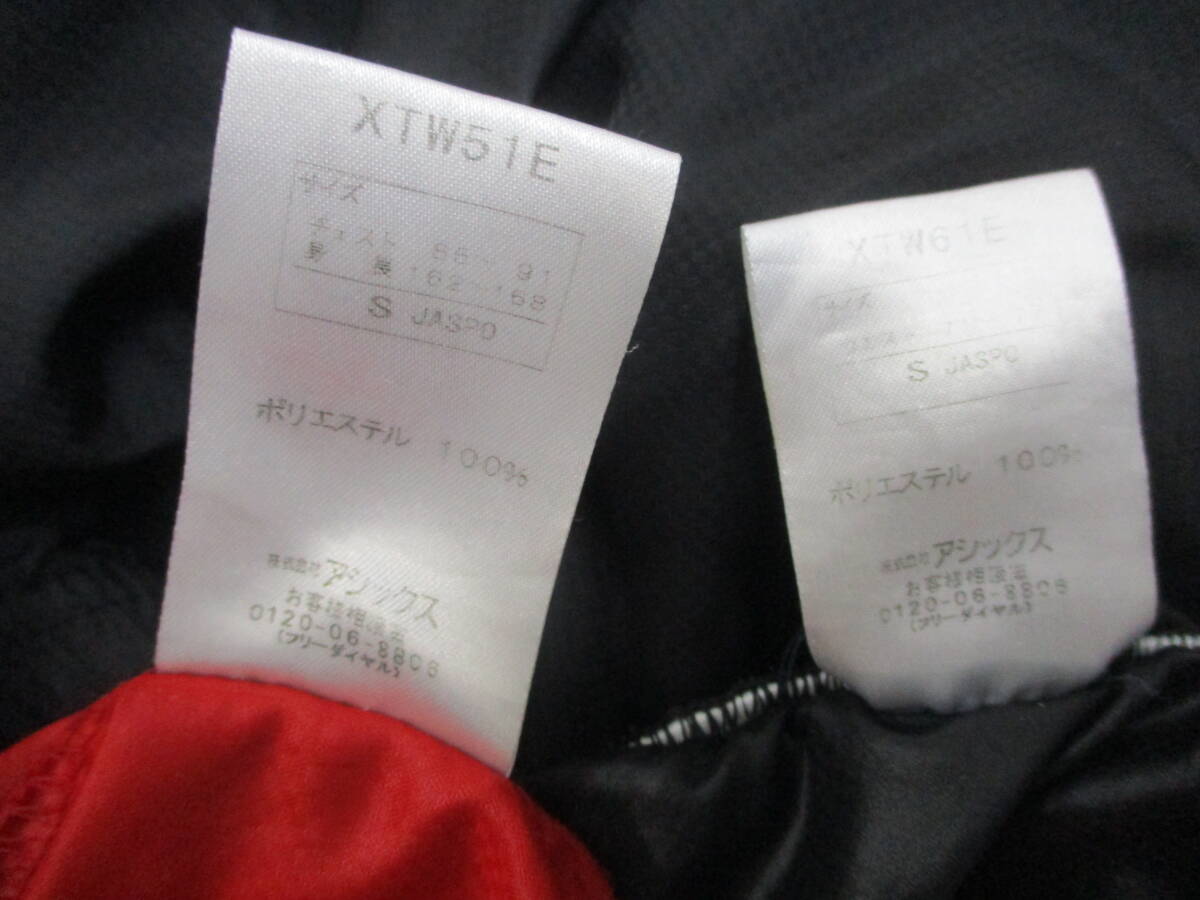 XTW51E
サイズ
チェスト 85～91
身 長 162～168
S JASPO
ポリエステル 100%
株式会社 アシックス
お客様相談室
0120-06-8806
(フリーダイヤル)
XTW61E
サイズ
S JASPO
ポリエステル 100%
株式会社 アシックス
お客様相談室
0120-06-8806
(フリーダイヤル)